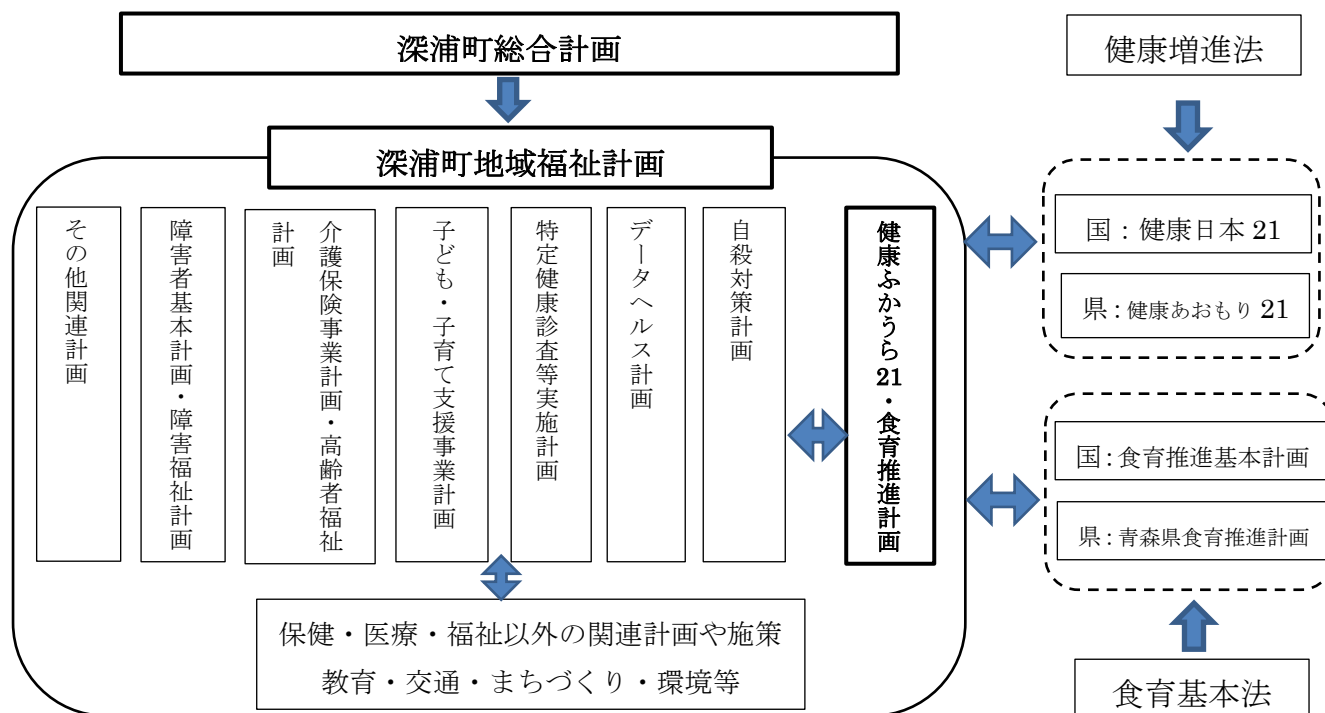 深浦町総合計画
健康増進法
深浦町地域福祉計画
その他関連計画
障害者基本計画・障害福祉計画
介護保険事業計画・高齢者福祉
計画
子ども・子育て支援事業計画
特定健康診査等実施計画
データヘルス計画
自殺対策計画
健康ふかうら21・食育推進計画
国：健康日本 21
県：健康あおもり 21
国：食育推進基本計画
県：青森県食育推進計画
保健・医療・福祉以外の関連計画や施策
教育・交通・まちづくり・環境等
食育基本法